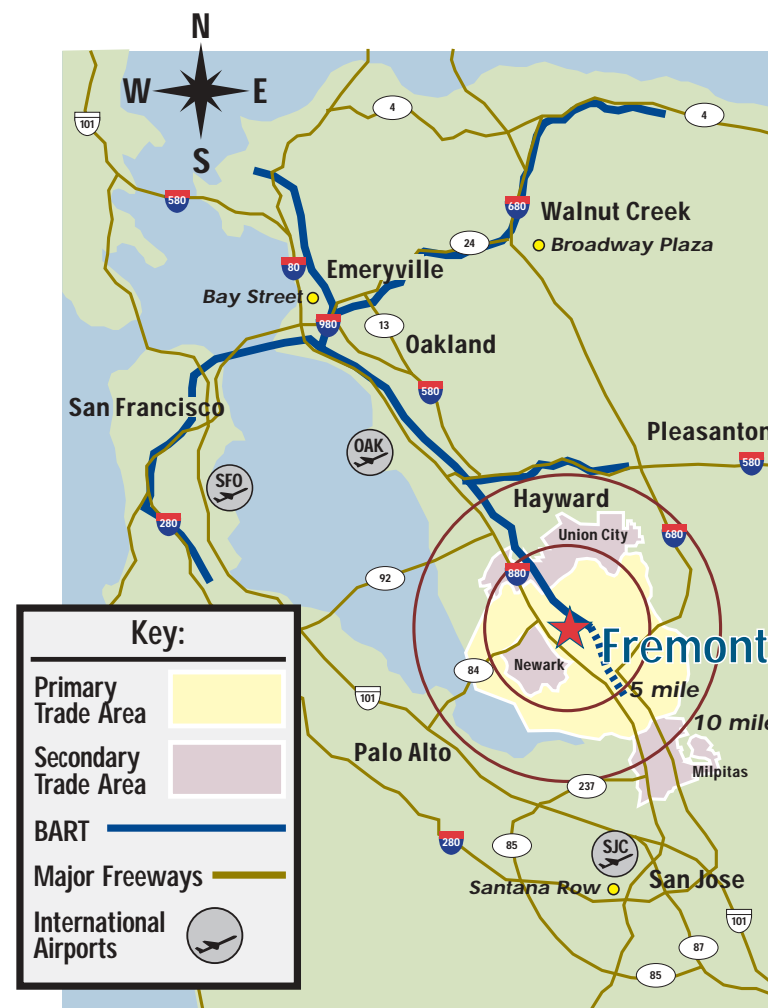 N
W
E
S
101
4
4
580
680
Walnut Creek
24
Broadway Plaza
80
Emeryville
Bay Street
980
13
Oakland
580
San Francisco
OAK
Pleasanton
580
SFO
Hayward
280
Union City
680
880
92
Fremont
Newark
84
5 mile
101
10 mile
Palo Alto
Milpitas
237
280
85
SJC
Santana Row
San Jose
101
87
85
Key:
Primary
Trade Area
Secondary
Trade Area
BART
Major Freeways
International
Airports